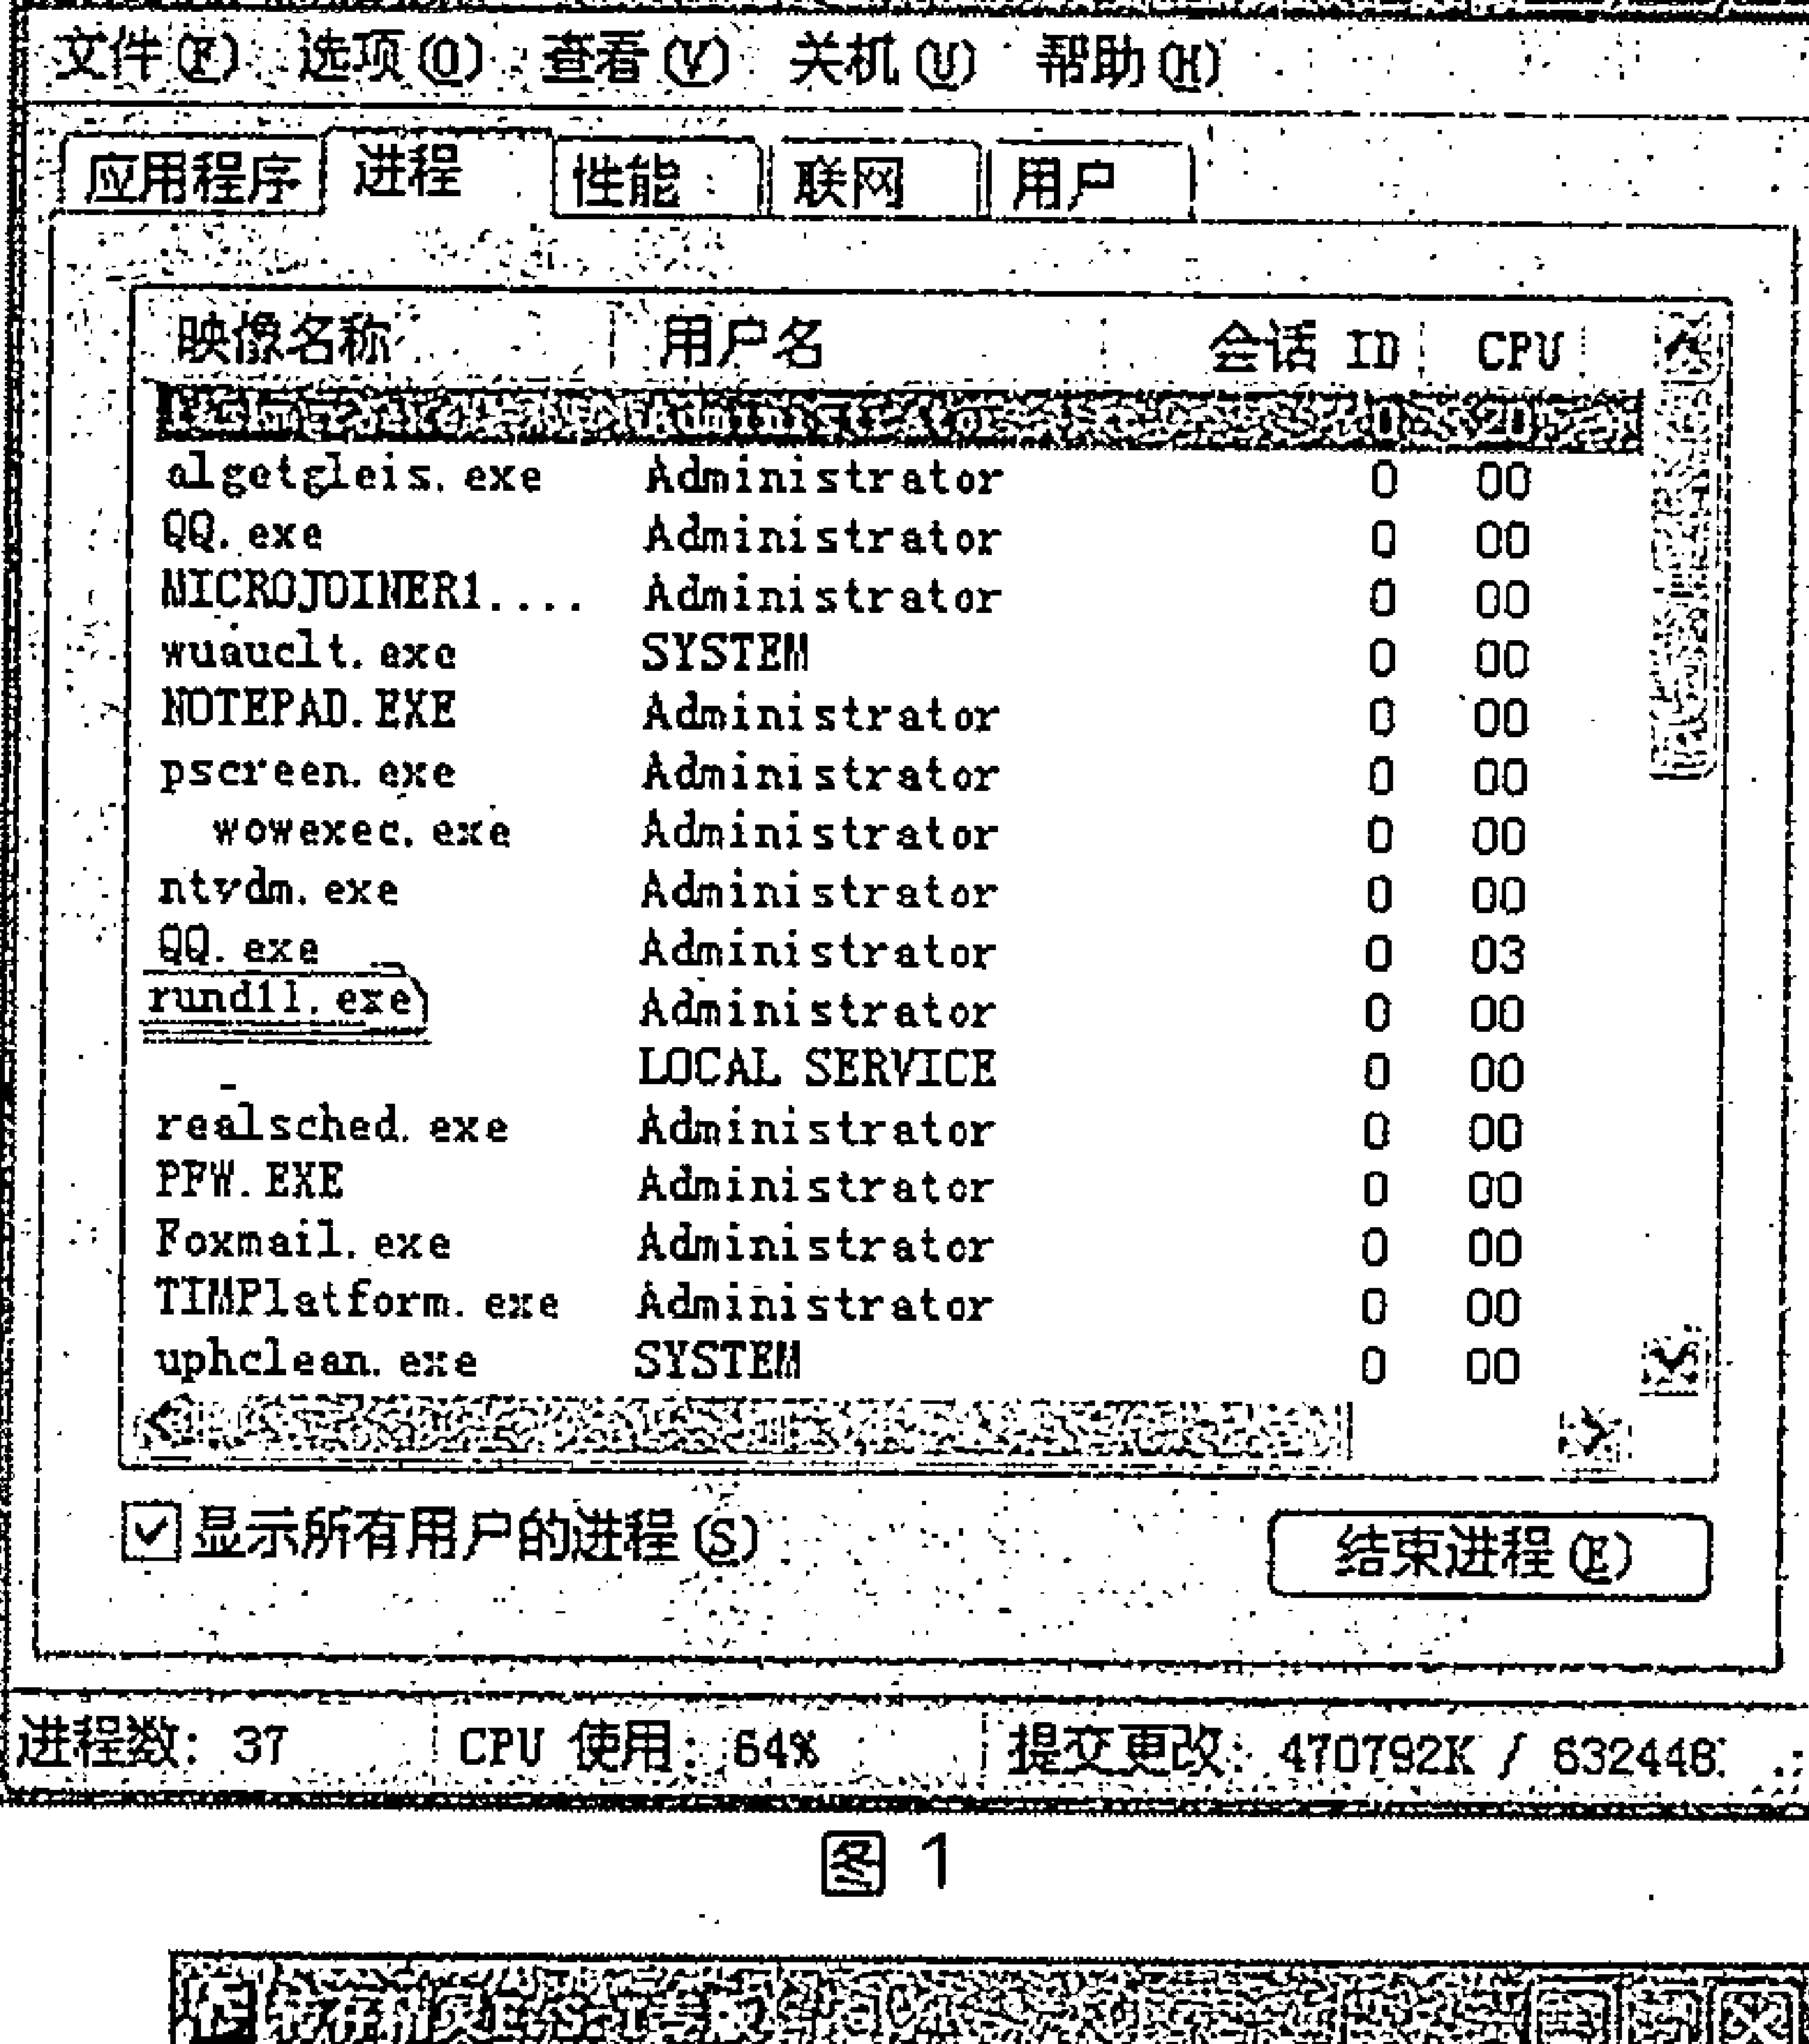 文件(F) 选项(O) 查看(V) 关机(U) 帮助(H)
应用程序 进程 性能 联网 用户
映像名称 用户名 会话 ID CPU
Administrator 0 20
algetgleis.exe Administrator 0 00
QQ.exe Administrator 0 00
MICROJOINER1.... Administrator 0 00
wuauclt.exe SYSTEM 0 00
NOTEPAD.EXE Administrator 0 00
pscreen.exe Administrator 0 00
wowexec.exe Administrator 0 00
ntvdm.exe Administrator 0 00
QQ.exe Administrator 0 03
rundll.exe Administrator 0 00
LOCAL SERVICE 0 00
realsched.exe Administrator 0 00
PFW.EXE Administrator 0 00
Foxmail.exe Administrator 0 00
TIMPlatform.exe Administrator 0 00
uphclean.exe SYSTEM 0 00
显示所有用户的进程(S)
结束进程(E)
进程数: 37 CPU 使用: 64% 提交更改: 470792K / 632448
图 1